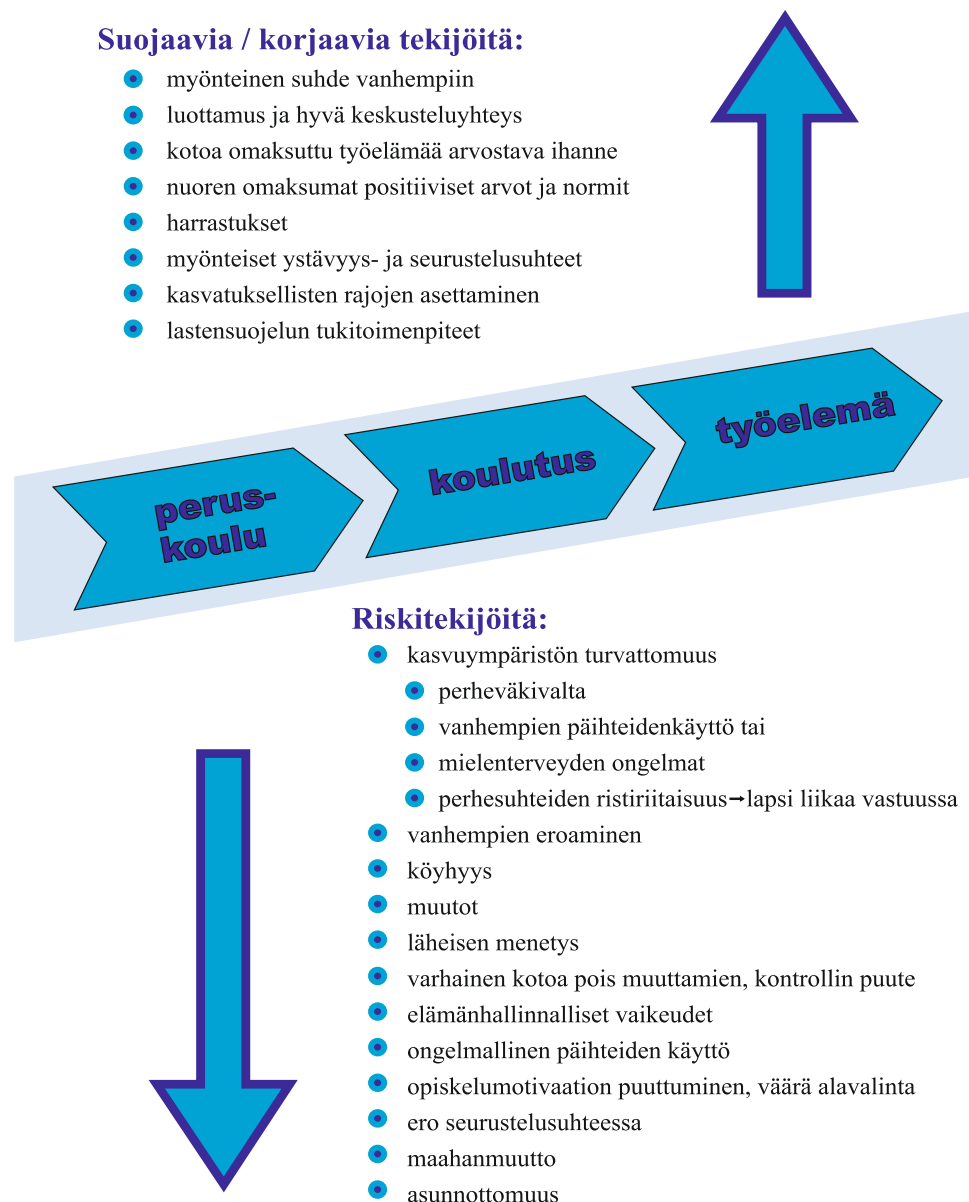 Suojaavia / korjaavia tekijöitä:
myönteinen suhde vanhempiin
luottamus ja hyvä keskusteluyhteys
kotoa omaksuttu työelämää arvostava ihanne
nuoren omaksumat positiiviset arvot ja normit
harrastukset
myönteiset ystävyys- ja seurustelusuhteet
kasvatuksellisten rajojen asettaminen
lastensuojelun tukitoimenpiteet
perus-
koulu
koulutus
työelemä
Riskitekijöitä:
kasvuympäristön turvattomuus
perheväkivalta
vanhempien päihteidenkäyttö tai
mielenterveyden ongelmat
perhesuhteiden ristiriitaisuus→lapsi liikaa vastuussa
vanhempien eroaminen
köyhyys
muutot
läheisen menetys
varhainen kotoa pois muuttamien, kontrollin puute
elämänhallinnalliset vaikeudet
ongelmallinen päihteiden käyttö
opiskelumotivaation puuttuminen, väärä alavalinta
ero seurustelusuhteessa
maahanmuutto
asunnottomuus